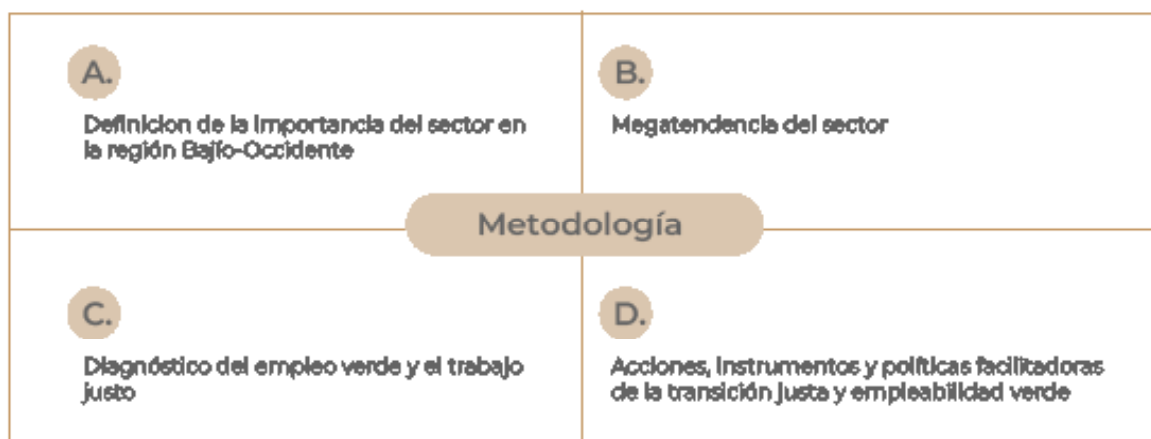 A.
Definicion de la importancia del sector en
la región Bajío-Occidente
B.
Megatendencia del sector
Metodología
C.
Diagnóstico del empleo verde y el trabajo
justo
D.
Acciones, instrumentos y políticas facilitadoras
de la transición justa y empleabilidad verde